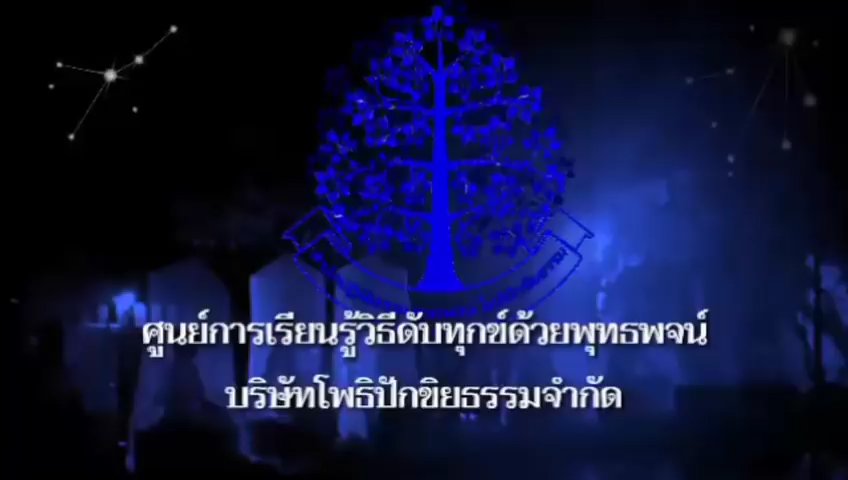 ศูนย์การเรียนรู้วิธีดับทุกข์ด้วยพุทธพจน์
บริษัทโพธิปักขิยธรรมจำกัด